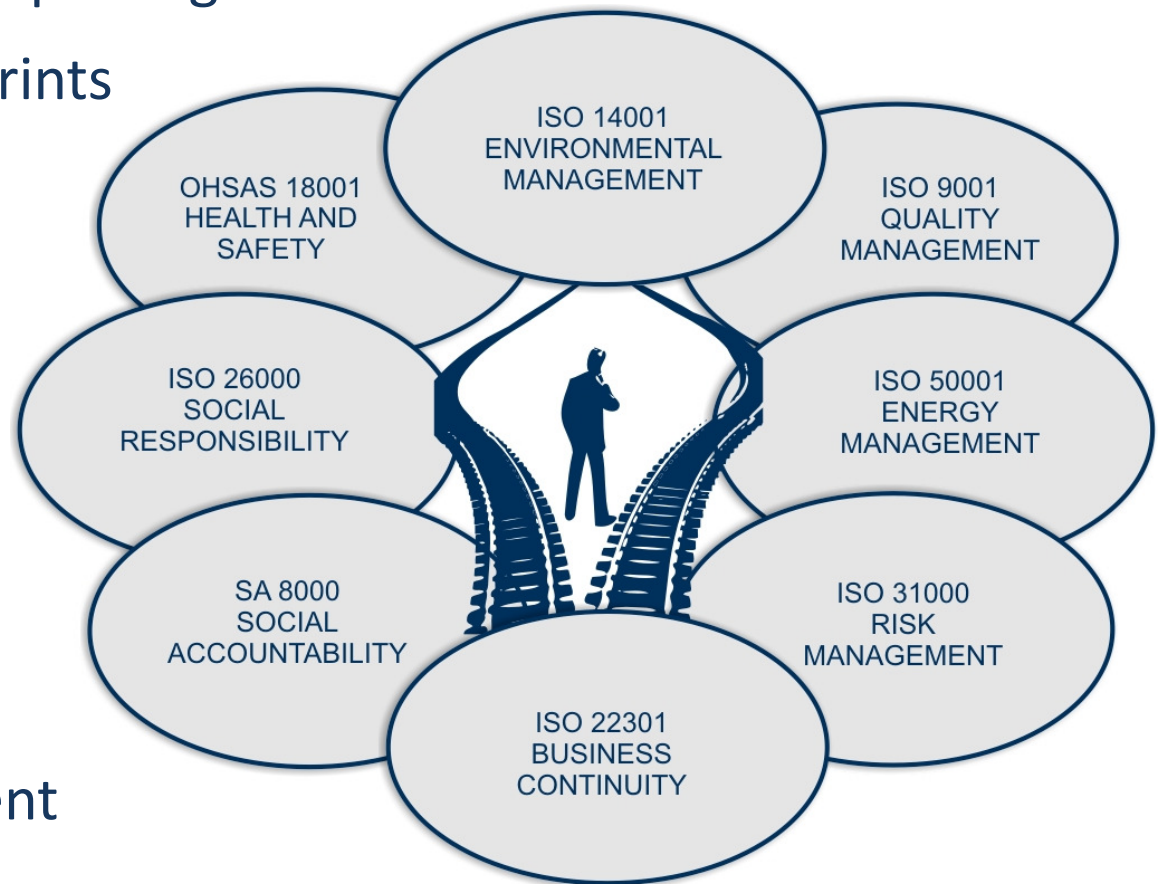 rints
ISO 14001
ENVIRONMENTAL
MANAGEMENT
OHSAS 18001
HEALTH AND
SAFETY
ISO 9001
QUALITY
MANAGEMENT
ISO 26000
SOCIAL
RESPONSIBILITY
ISO 50001
ENERGY
MANAGEMENT
SA 8000
SOCIAL
ACCOUNTABILITY
ISO 31000
RISK
MANAGEMENT
ISO 22301
BUSINESS
CONTINUITY
ent